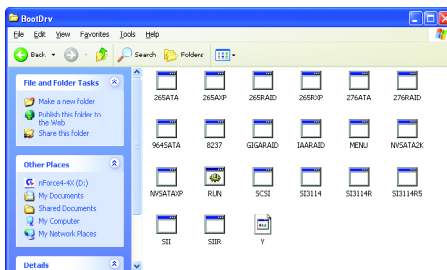 BootDrv
File Edit View Favorites Tools Help
Back Search Folders
File and Folder Tasks
Make a new folder
Publish this folder to the Web
Share this folder
Other Places
nForce4-4X (D:)
My Documents
Shared Documents
My Computer
My Network Places
Details
265ATA 265AXP 265RAID 265RXP 276ATA 276RAID
964SATA 8237 GIGARAID IAARAID MENU NVSATA2K
NVSATAXP RUN SCSI SI3114 SI3114R SI3114R5
SII SIIR Y